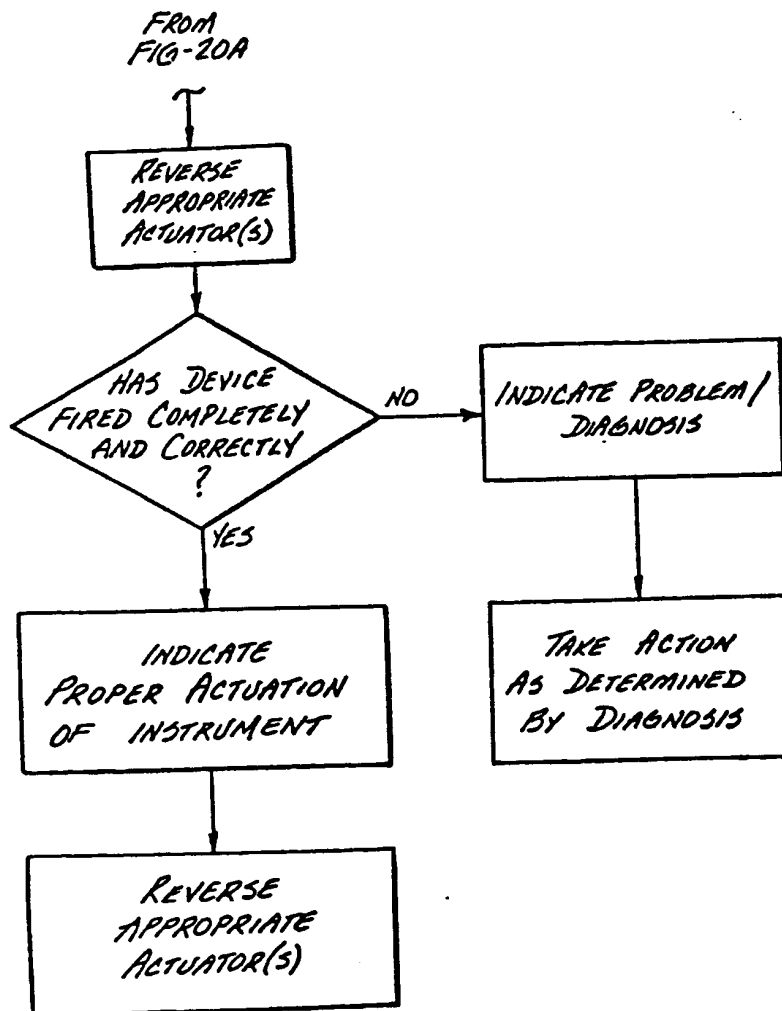 FROM
FIG-20A
REVERSE
APPROPRIATE
ACTUATOR(S)
HAS DEVICE
FIRED COMPLETELY
AND CORRECTLY
?
NO
INDICATE PROBLEM/
DIAGNOSIS
YES
TAKE ACTION
AS DETERMINED
BY DIAGNOSIS
INDICATE
PROPER ACTUATION
OF INSTRUMENT
REVERSE
APPROPRIATE
ACTUATOR(S)